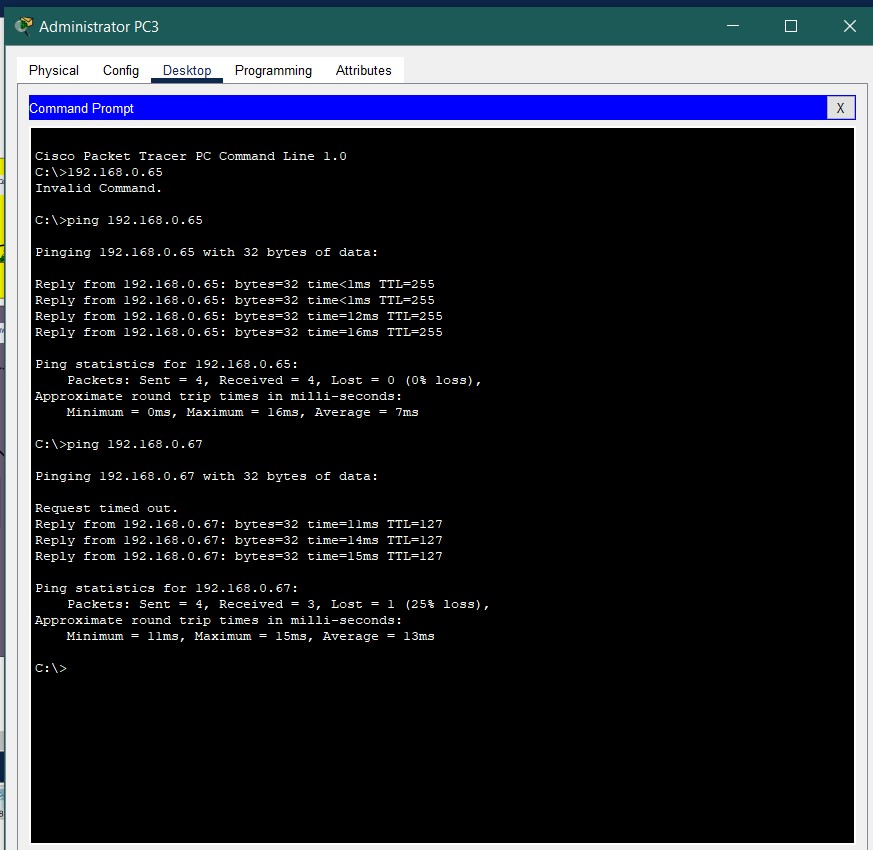 Administrator PC3
Physical Config Desktop Programming Attributes
Command Prompt X
Cisco Packet Tracer PC Command Line 1.0
C:\>192.168.0.65
Invalid Command.
C:\>ping 192.168.0.65
Pinging 192.168.0.65 with 32 bytes of data:
Reply from 192.168.0.65: bytes=32 time<1ms TTL=255
Reply from 192.168.0.65: bytes=32 time<1ms TTL=255
Reply from 192.168.0.65: bytes=32 time=12ms TTL=255
Reply from 192.168.0.65: bytes=32 time=16ms TTL=255
Ping statistics for 192.168.0.65:
Packets: Sent = 4, Received = 4, Lost = 0 (0% loss),
Approximate round trip times in milli-seconds:
Minimum = 0ms, Maximum = 16ms, Average = 7ms
C:\>ping 192.168.0.67
Pinging 192.168.0.67 with 32 bytes of data:
Request timed out.
Reply from 192.168.0.67: bytes=32 time=11ms TTL=127
Reply from 192.168.0.67: bytes=32 time=14ms TTL=127
Reply from 192.168.0.67: bytes=32 time=15ms TTL=127
Ping statistics for 192.168.0.67:
Packets: Sent = 4, Received = 3, Lost = 1 (25% loss),
Approximate round trip times in milli-seconds:
Minimum = 11ms, Maximum = 15ms, Average = 13ms
C:\>